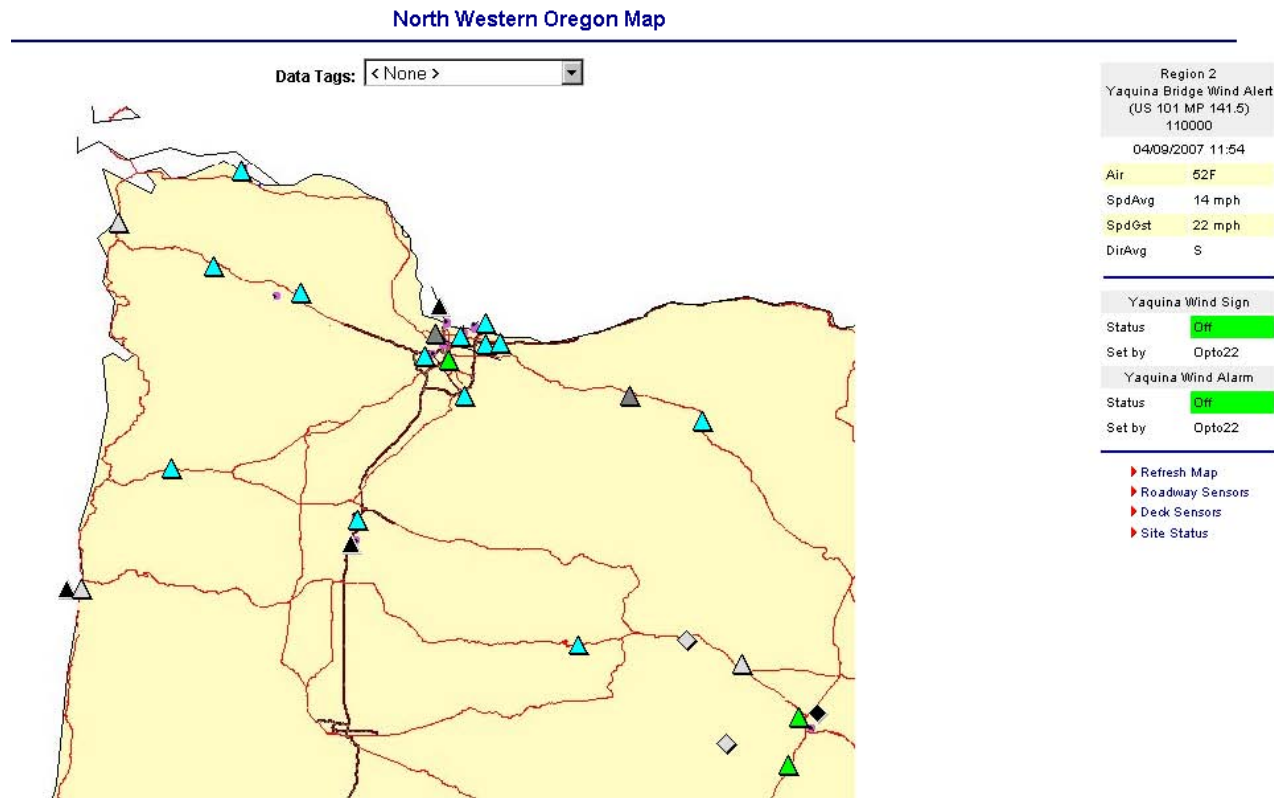 North Western Oregon Map
Data Tags: < None >
Region 2
Yaquina Bridge Wind Alert
(US 101 MP 141.5)
110000
04/09/2007 11:54
Air 52F
SpdAvg 14 mph
SpdGst 22 mph
DirAvg S
Yaquina Wind Sign
Status Off
Set by Opto22
Yaquina Wind Alarm
Status Off
Set by Opto22
Refresh Map
Roadway Sensors
Deck Sensors
Site Status